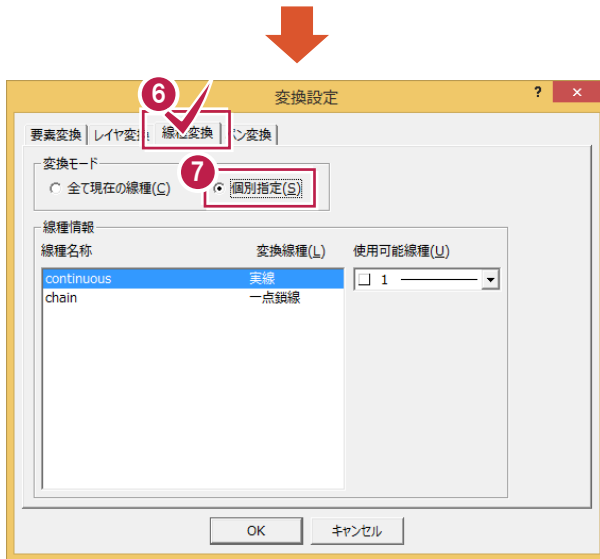 6
変換設定
? ×
要素変換 レイヤ変 線種変換 ン変換
変換モード
7
全て現在の線種(C) 個別指定(S)
線種情報
線種名称 変換線種(L) 使用可能線種(U)
continuous 実線 1
chain 一点鎖線
OK キャンセル